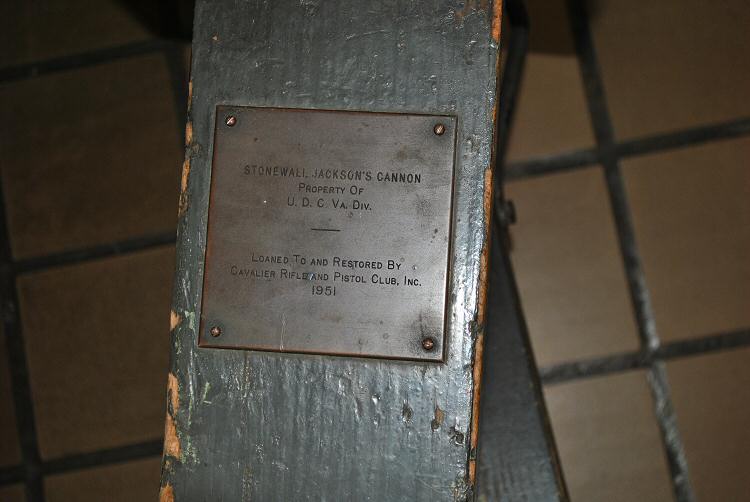 STONEWALL JACKSON'S CANNON
PROPERTY OF
U. D. C. VA. DIV.
LOANED TO AND RESTORED BY
CAVALIER RIFLE AND PISTOL CLUB, INC.
1951